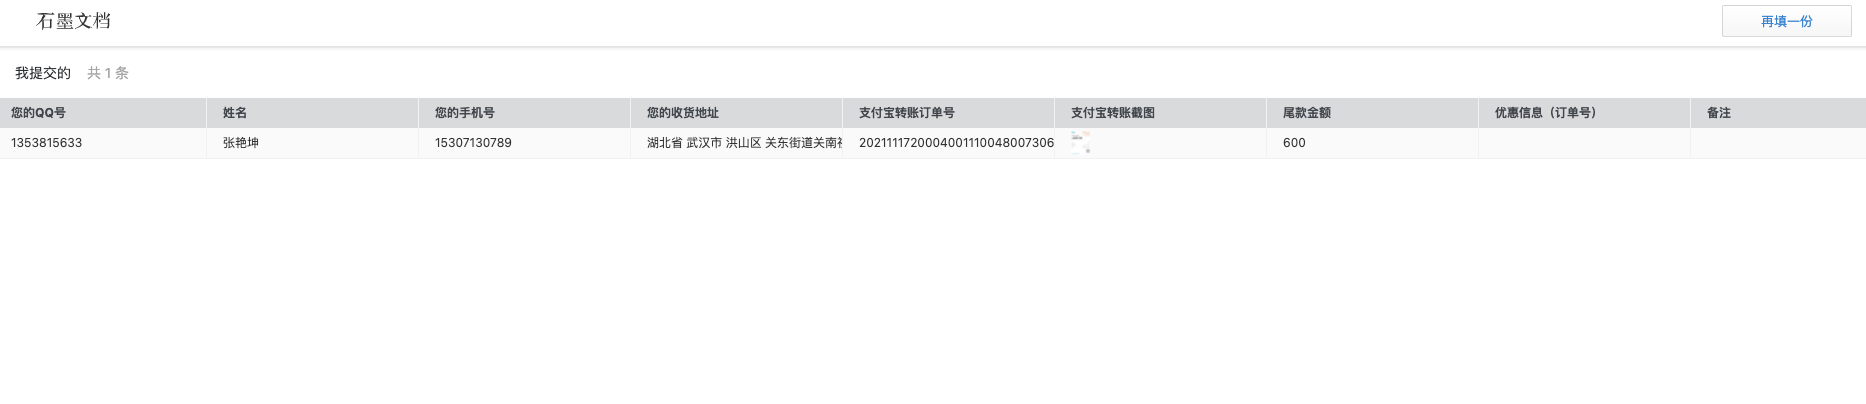 石墨文档
再填一份
我提交的 共 1 条
您的QQ号 姓名 您的手机号 您的收货地址 支付宝转账订单号 支付宝转账截图 尾款金额 优惠信息（订单号） 备注
1353815633 张艳坤 15307130789 湖北省 武汉市 洪山区 关东街道关南 2021111720004001110048007306 600